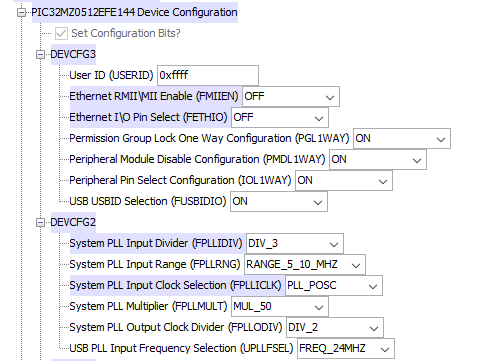 PIC32MZ0512EFE144 Device Configuration
Set Configuration Bits?
DEVCFG3
User ID (USERID) 0xffff
Ethernet RMII\MII Enable (FMIIEN) OFF
Ethernet I\O Pin Select (FETHIO) OFF
Permission Group Lock One Way Configuration (PGL1WAY) ON
Peripheral Module Disable Configuration (PMDL1WAY) ON
Peripheral Pin Select Configuration (IOL1WAY) ON
USB USBID Selection (FUSBIDIO) ON
DEVCFG2
System PLL Input Divider (FPLLIDIV) DIV_3
System PLL Input Range (FPLLRNG) RANGE_5_10_MHZ
System PLL Input Clock Selection (FPLLICLK) PLL_POSC
System PLL Multiplier (FPLLMULT) MUL_50
System PLL Output Clock Divider (FPLLODIV) DIV_2
USB PLL Input Frequency Selection (UPLLFSEL) FREQ_24MHZ